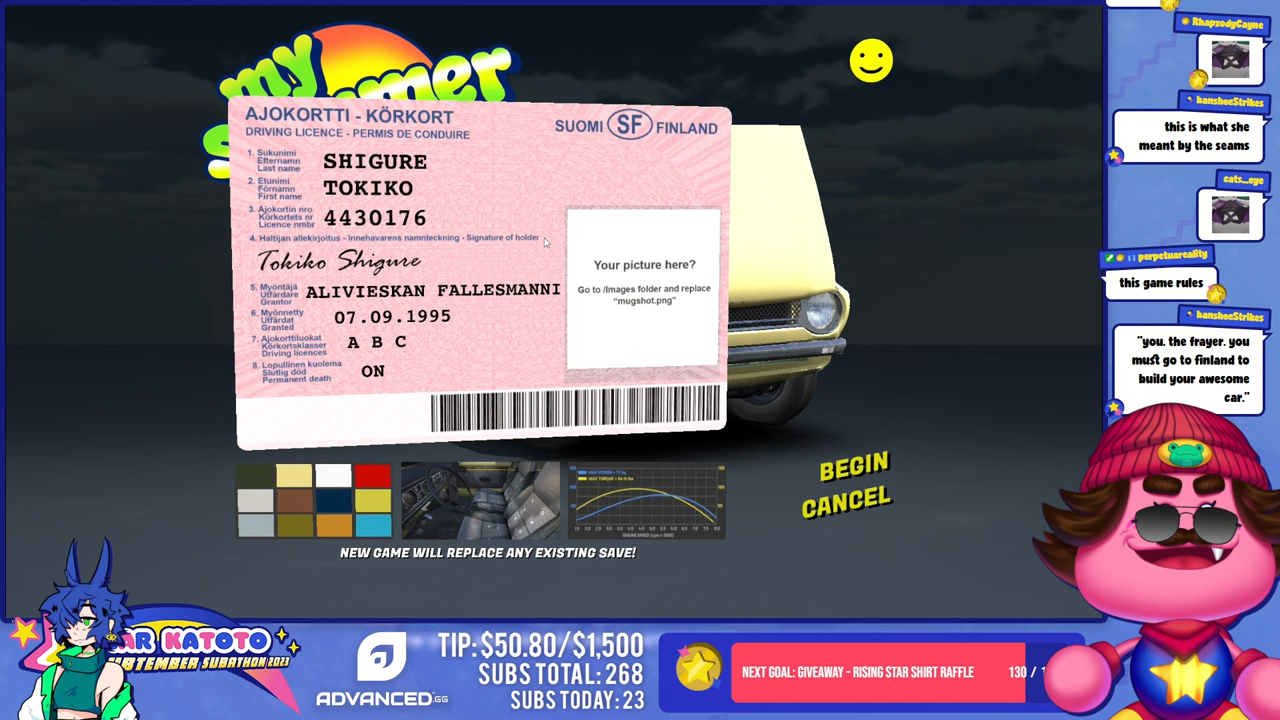 my
AJOKORTTI - KÖRKORT
DRIVING LICENCE - PERMIS DE CONDUIRE
SUOMI SF FINLAND
1. Sukunimi
Efternamn
Last name
SHIGURE
2. Etunimi
Förnamn
First name
TOKIKO
3. Ajokortin nro
Körkortets nr
Licence nmbr
4430176
4. Haltijan allekirjoitus - Innehavarens namnteckning - Signature of holder
Tokiko Shigure
5. Myöntäjä
Utfärdare
Grantor
ALIVIESKAN FALLESMANNI
6. Myönnetty
Utfärdat
Granted
07.09.1995
7. Ajokorttiluokat
Körkortsklasser
Driving licences
A B C
8. Lopullinen kuolema
Slutlig död
Permanent death
ON
Your picture here?
Go to /Images folder and replace
"mugshot.png"
BEGIN
CANCEL
NEW GAME WILL REPLACE ANY EXISTING SAVE!
RhapsodyCayne
bansheeStrikes
this is what she
meant by the seams
cats_eye
perpetuareality
this game rules
bansheeStrikes
"you. the frayer. you
must go to finland to
build your awesome
car."
KATOTO
SUBATHON 2023
ADVANCED.GG
TIP: $50.80/$1,500
SUBS TOTAL: 268
SUBS TODAY: 23
NEXT GOAL: GIVEAWAY - RISING STAR SHIRT RAFFLE
130 /